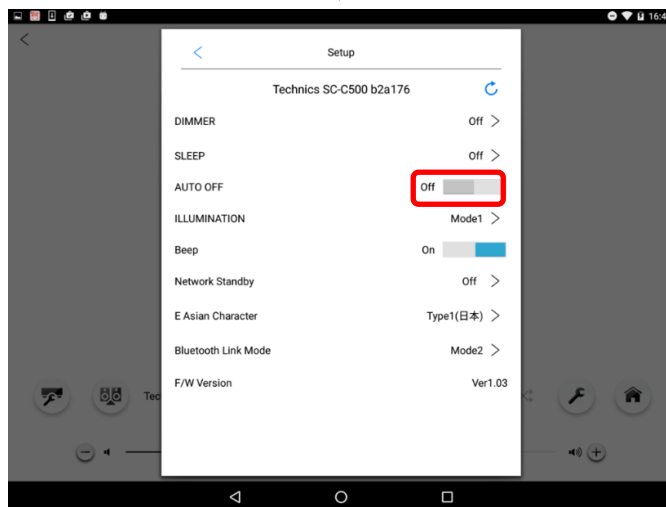 16:4
Setup
Technics SC-C500 b2a176
DIMMER Off
SLEEP Off
AUTO OFF Off
ILLUMINATION Mode1
Beep On
Network Standby Off
E Asian Character Type1(日本)
Bluetooth Link Mode Mode2
F/W Version Ver1.03
Tec